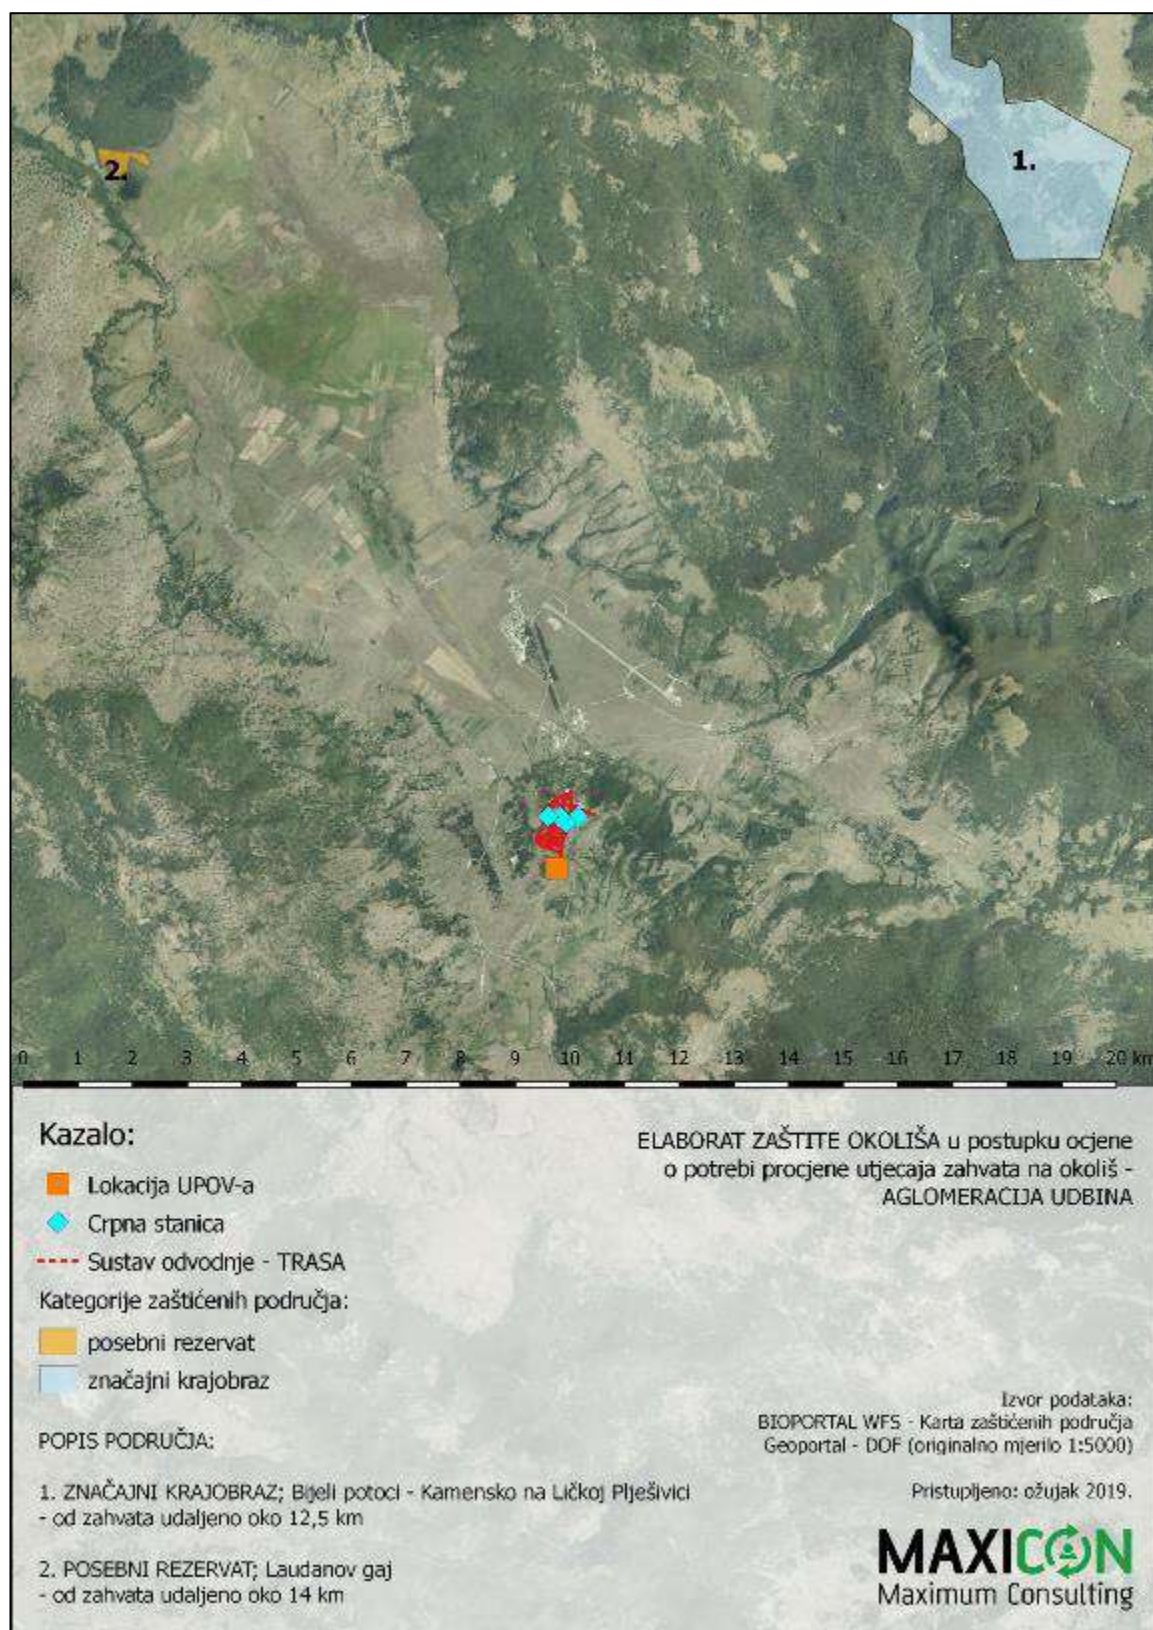 2.
1.
0 1 2 3 4 5 6 7 8 9 10 11 12 13 14 15 16 17 18 19 20 km
Kazalo:
Lokacija UPOV-a
Crpna stanica
Sustav odvodnje - TRASA
Kategorije zaštićenih područja:
posebni rezervat
značajni krajobraz
POPIS PODRUČJA:
1. ZNAČAJNI KRAJOBRAZ; Bijeli potoci - Kamensko na Ličkoj Plješivici
- od zahvata udaljeno oko 12,5 km
2. POSEBNI REZERVAT; Laudanov gaj
- od zahvata udaljeno oko 14 km
ELABORAT ZAŠTITE OKOLIŠA u postupku ocjene
o potrebi procjene utjecaja zahvata na okoliš -
AGLOMERACIJA UDBINA
Izvor podataka:
BIOPORTAL WFS - Karta zaštićenih područja
Geoportal - DOF (originalno mjerilo 1:5000)
Pristupljeno: ožujak 2019.
MAXICON
Maximum Consulting